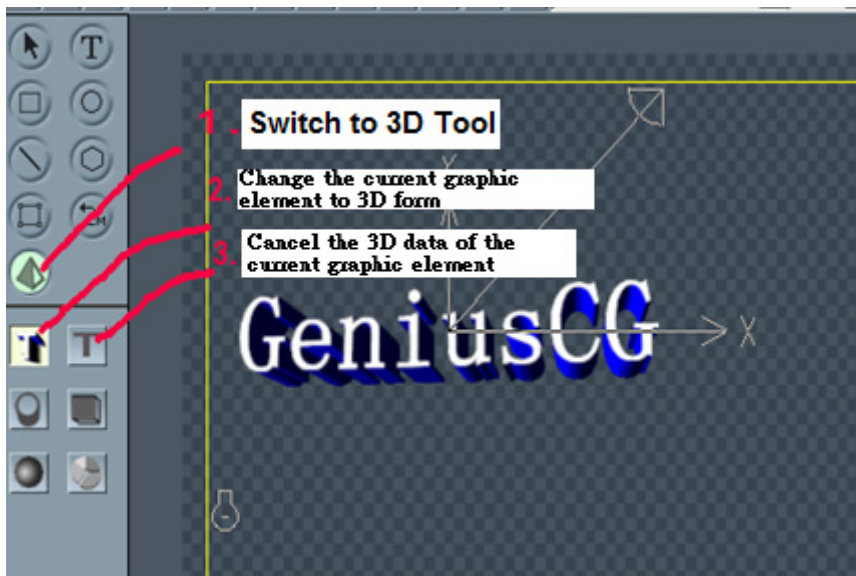 T
1. Switch to 3D Tool
Y
2. Change the current graphic
element to 3D form
3. Cancel the 3D data of the
current graphic element
GeniusCG
X
T
T